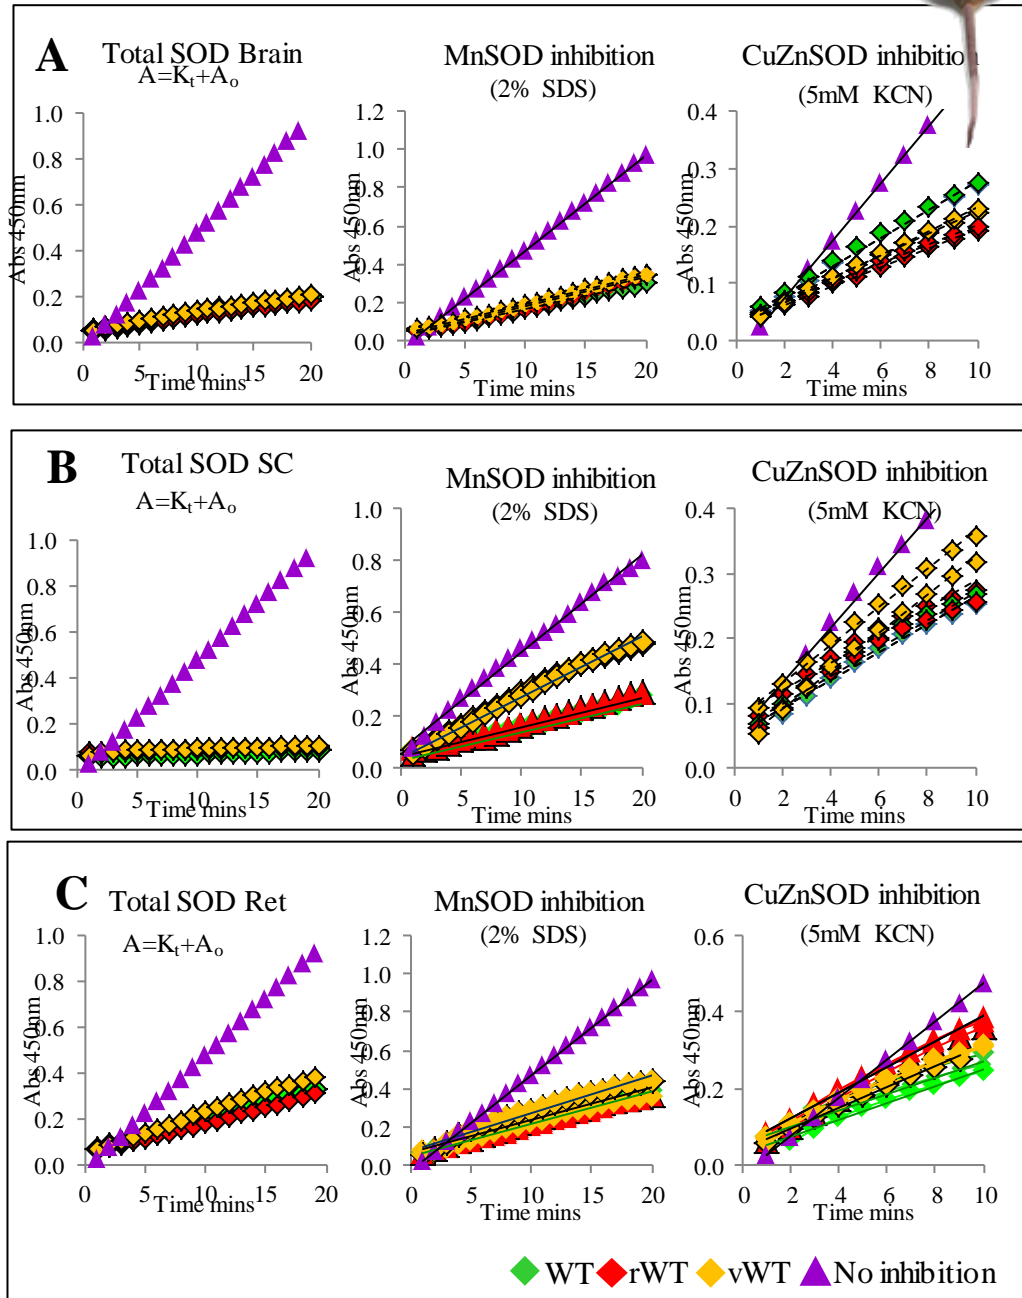 A
Total SOD Brain
A=Kt+Ao
MnSOD inhibition
(2% SDS)
CuZnSOD inhibition
(5mM KCN)
Abs 450nm
1.0
0.8
0.6
0.4
0.2
0.0
0 5 10 15 20
Time mins
Abs 450nm
1.2
1.0
0.8
0.6
0.4
0.2
0.0
0 5 10 15 20
Time mins
Abs 450nm
0.4
0.3
0.2
0.1
0.0
0 2 4 6 8 10
Time mins
B
Total SOD SC
A=Kt+Ao
MnSOD inhibition
(2% SDS)
CuZnSOD inhibition
(5mM KCN)
Abs 450nm
1.0
0.8
0.6
0.4
0.2
0.0
0 5 10 15 20
Time mins
Abs 450nm
1.0
0.8
0.6
0.4
0.2
0.0
0 5 10 15 20
Time mins
Abs 450nm
0.4
0.3
0.2
0.1
0.0
0 2 4 6 8 10
Time mins
C
Total SOD Ret
A=Kt+Ao
MnSOD inhibition
(2% SDS)
CuZnSOD inhibition
(5mM KCN)
Abs 450nm
1.0
0.8
0.6
0.4
0.2
0.0
0 5 10 15 20
Time mins
Abs 450nm
1.2
1.0
0.8
0.6
0.4
0.2
0.0
0 5 10 15 20
Time mins
Abs 450nm
0.6
0.4
0.2
0.0
0 2 4 6 8 10
Time mins
WT rWT vWT No inhibition